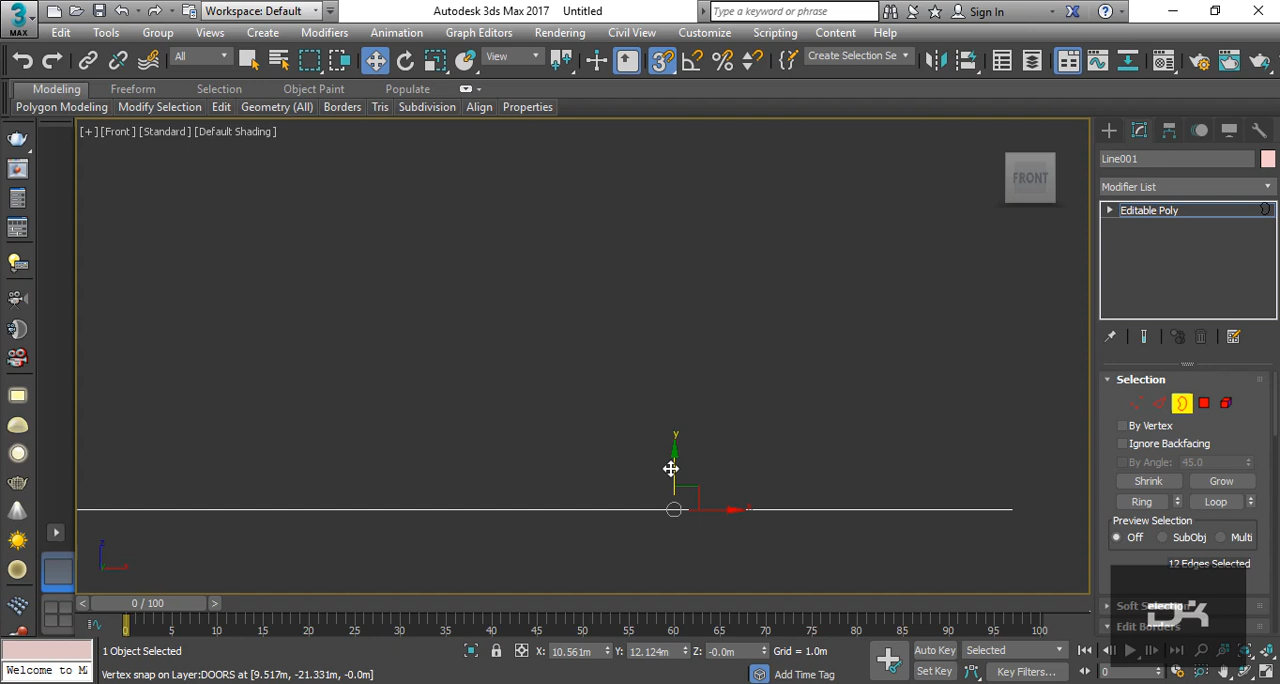 3 MAX
Workspace: Default
Autodesk 3ds Max 2017 Untitled
Type a keyword or phrase
Sign In
Edit Tools Group Views Create Modifiers Animation Graph Editors Rendering Civil View Customize Scripting Content Help
All
View
3
Create Selection Se
Modeling Freeform Selection Object Paint Populate
Polygon Modeling Modify Selection Edit Geometry (All) Borders Tris Subdivision Loops Align Properties
[+] [Front] [Standard] [Default Shading]
FRONT
Line001
Modifier List
Editable Poly
Selection
By Vertex
Ignore Backfacing
By Angle: 45.0
Shrink Grow
Ring Loop
Preview Selection
Off SubObj Multi
12 Edges Selected
Soft Selection
Edit Borders
DK
y
x
z
x
0 / 100
0 5 10 15 20 25 30 35 40 45 50 55 60 65 70 75 80 85 90 95 100
1 Object Selected
X: 10.561m Y: 12.124m Z: -0.0m Grid = 1.0m
Auto Key Selected
Welcome to M
Vertex snap on Layer:DOORS at [9.517m, -21.331m, -0.0m]
Add Time Tag
Set Key Key Filters...
0